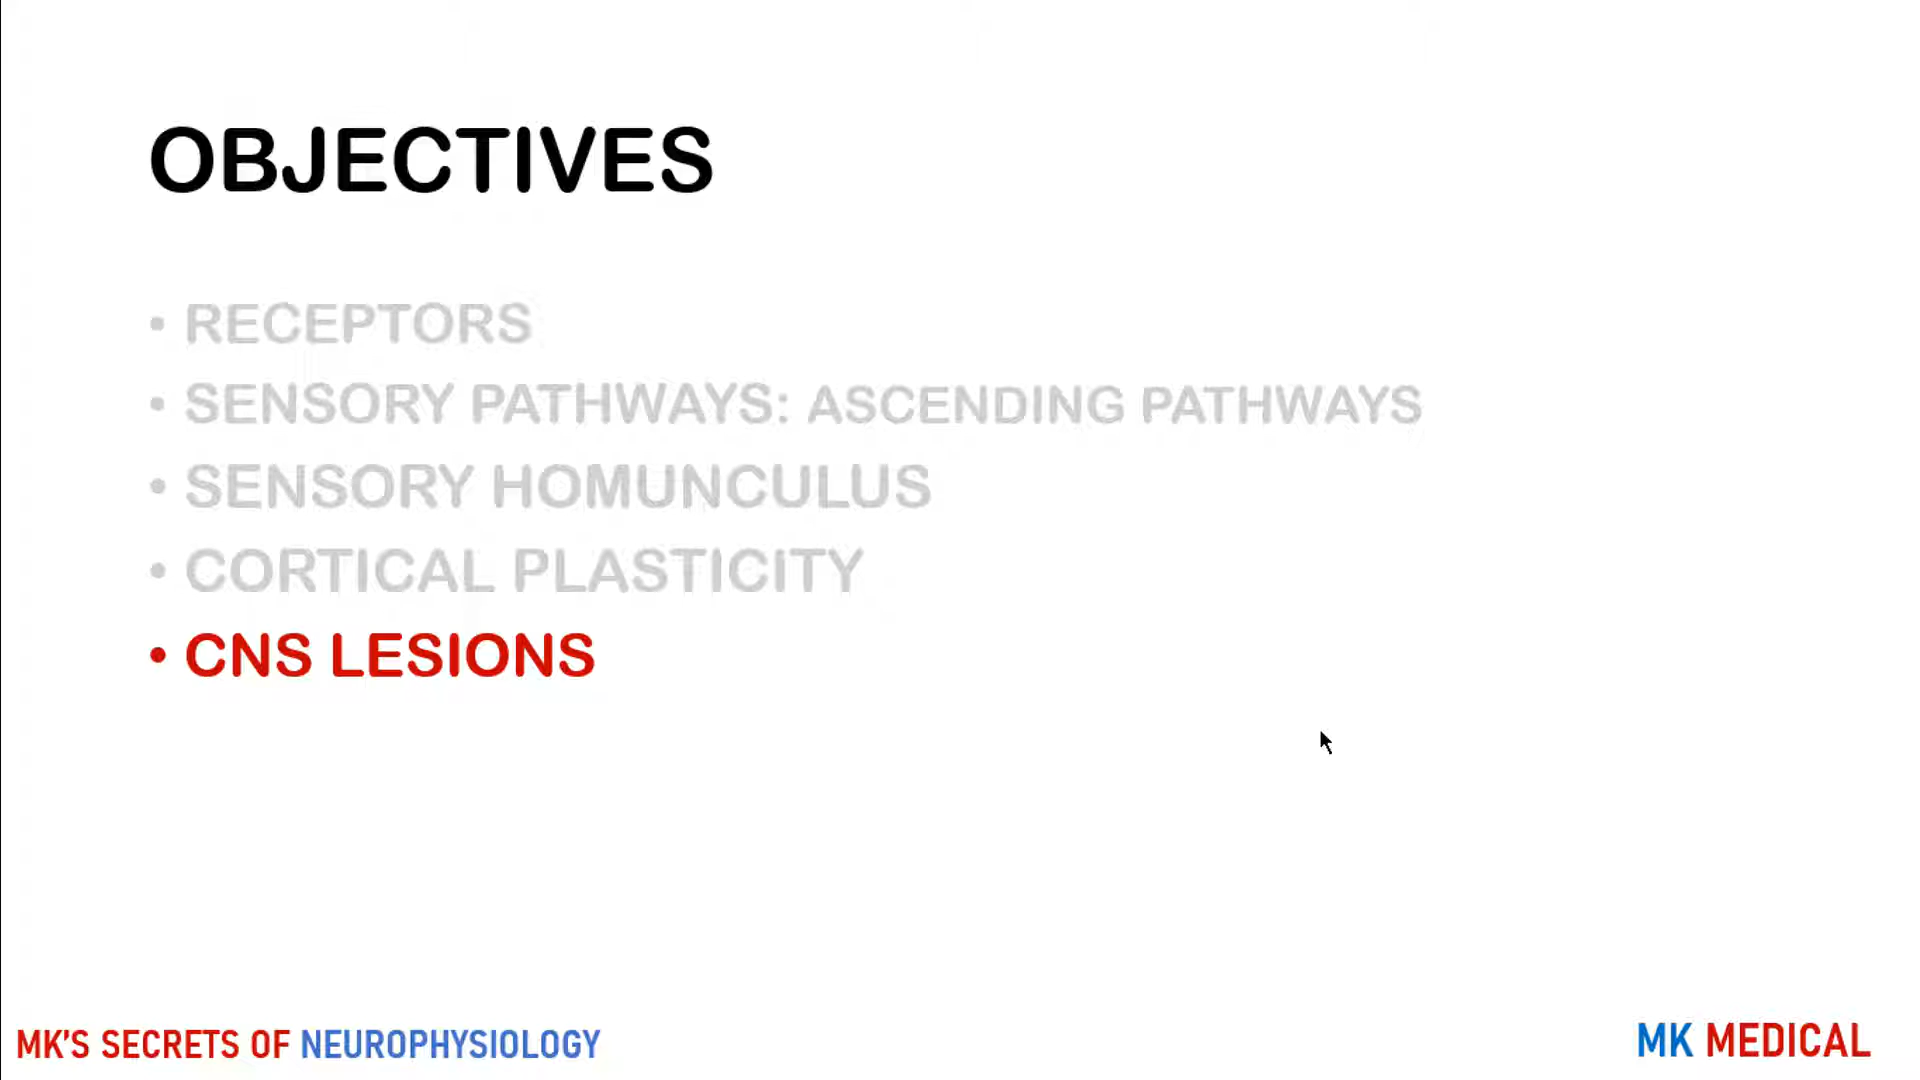 OBJECTIVES
• RECEPTORS
• SENSORY PATHWAYS: ASCENDING PATHWAYS
• SENSORY HOMUNCULUS
• CORTICAL PLASTICITY
• CNS LESIONS
MK'S SECRETS OF NEUROPHYSIOLOGY
MK MEDICAL